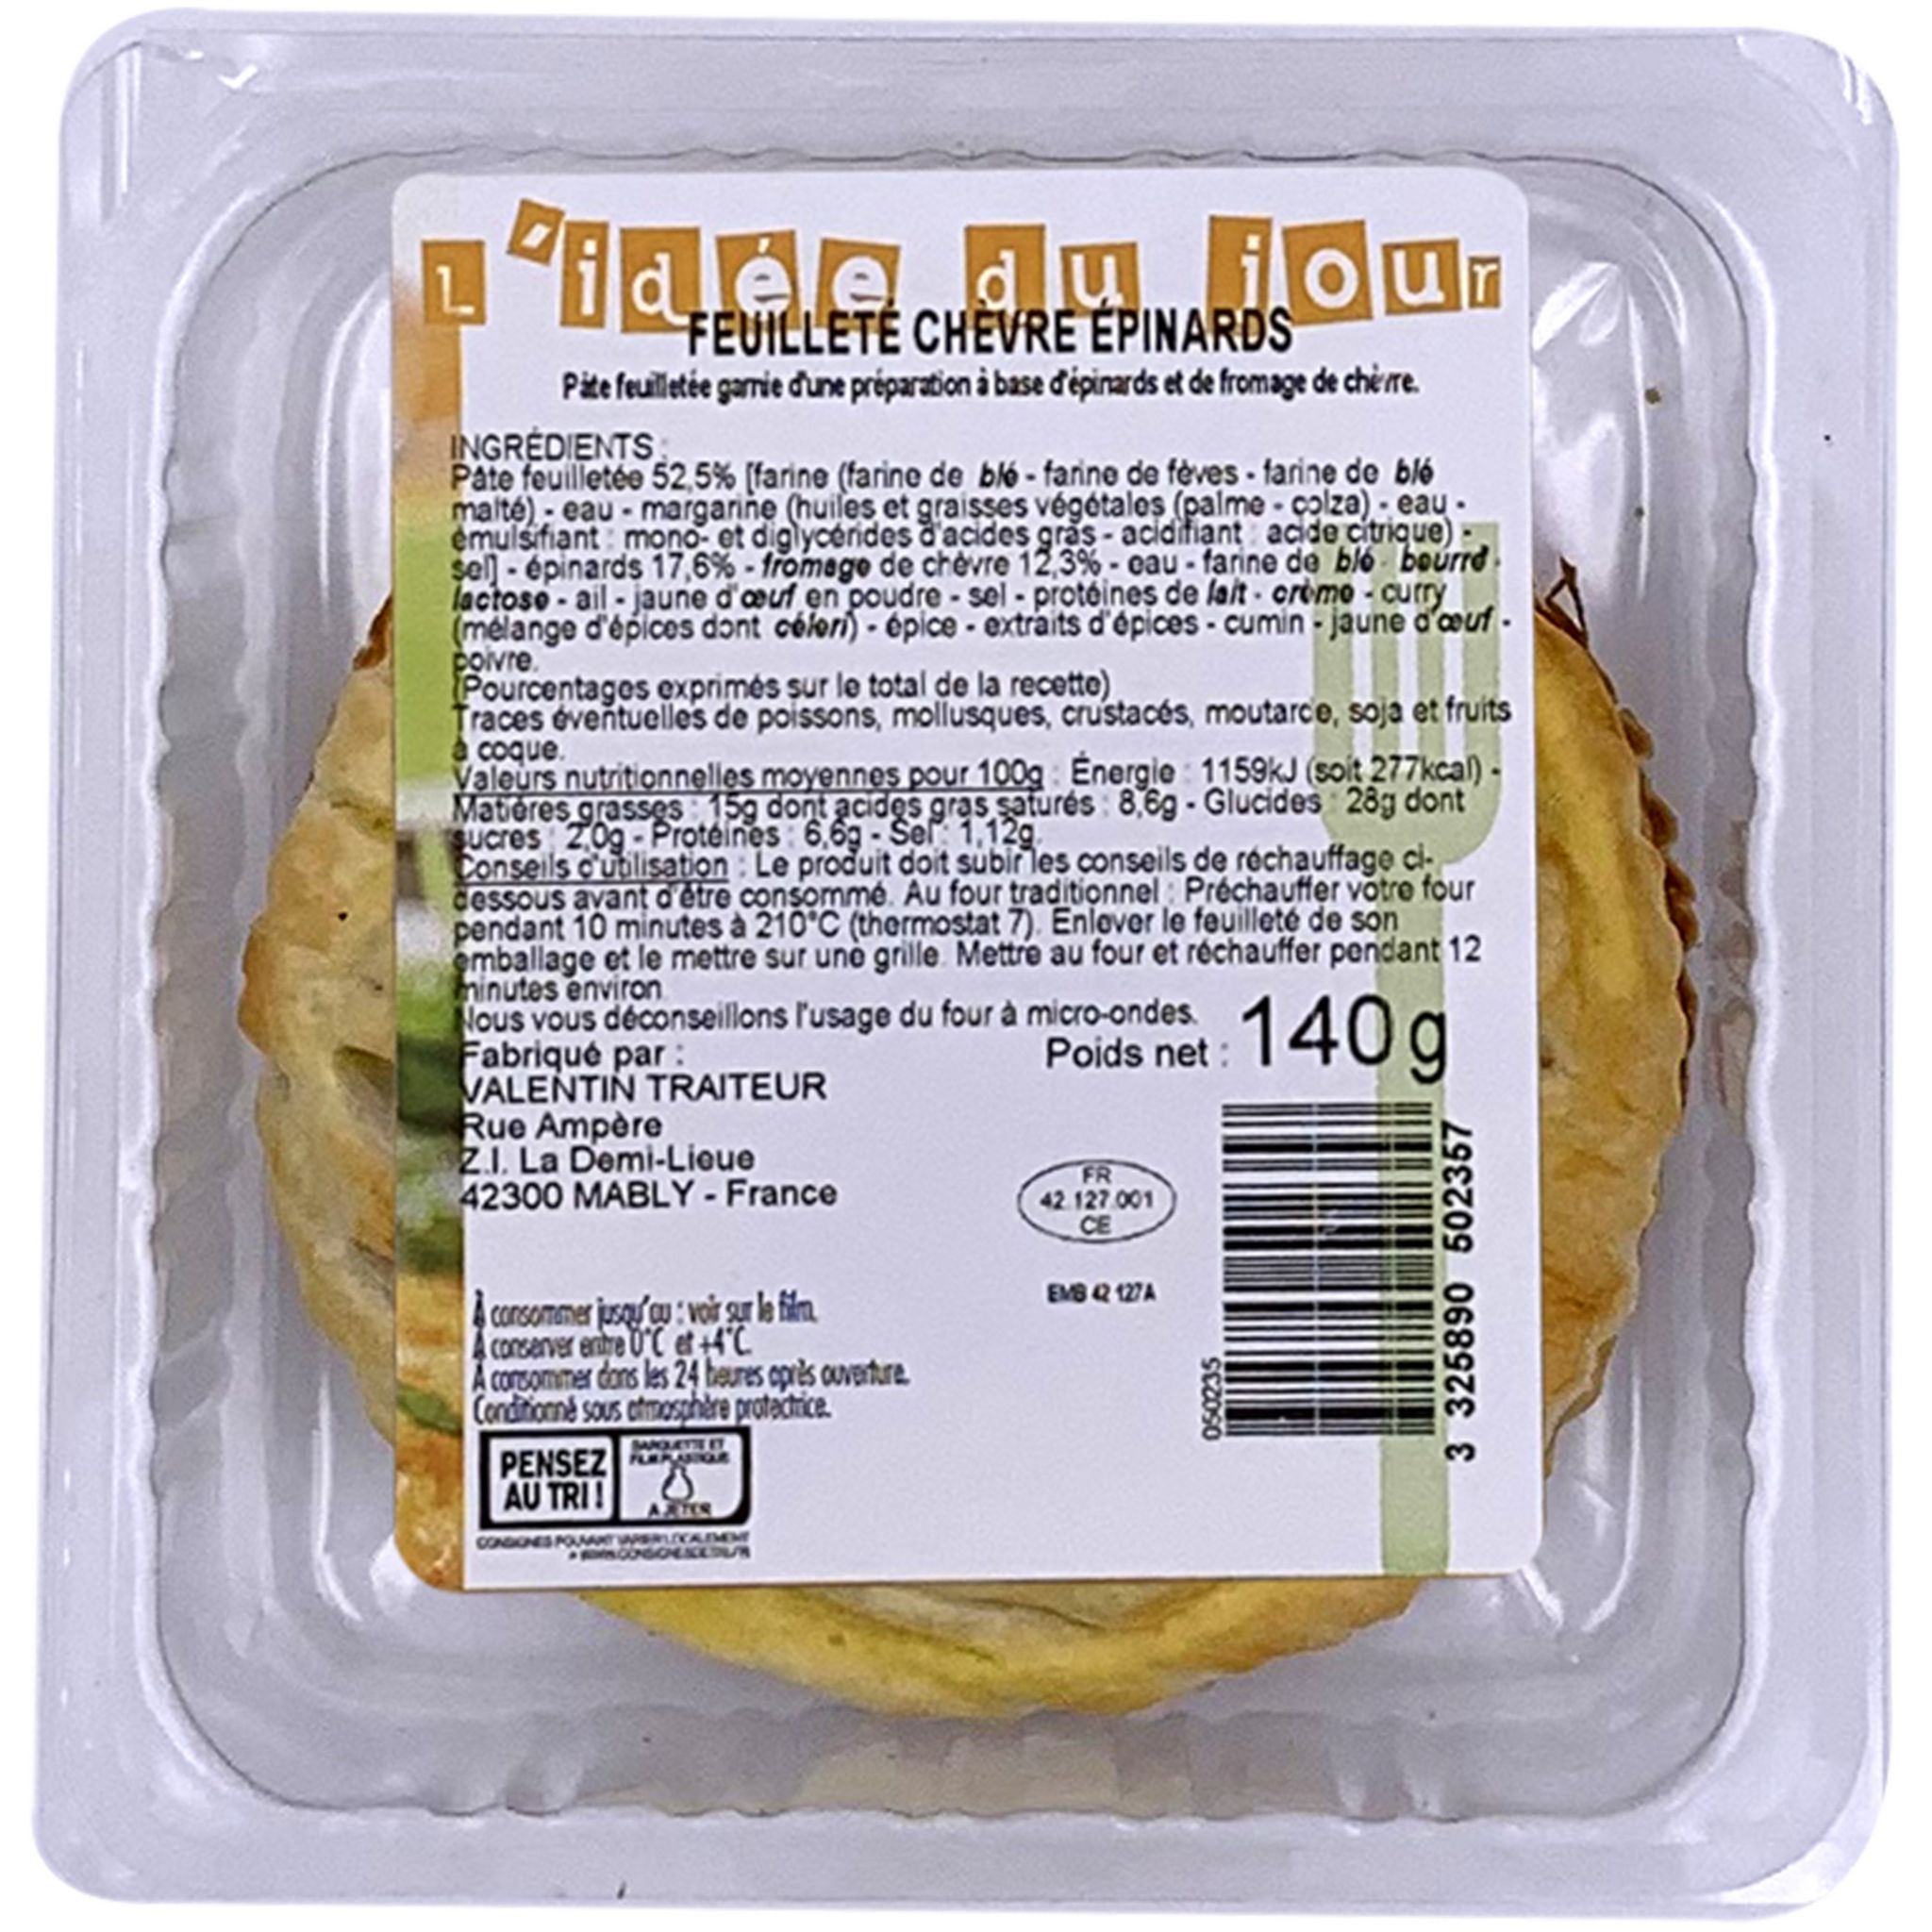 L'idée du jour
FEUILLETÉ CHÈVRE ÉPINARDS
Pâte feuilletée garnie d'une préparation à base d'épinards et de fromage de chèvre.
INGRÉDIENTS :
Pâte feuilletée 52,5% [farine (farine de blé - farine de fèves - farine de blé
malté) - eau - margarine (huiles et graisses végétales (palme - colza) - eau -
émulsifiant : mono- et diglycérides d'acides gras - acidifiant : acide citrique) -
sel] - épinards 17,6% - fromage de chèvre 12,3% - eau - farine de blé - beurre -
lactose - ail - jaune d'œuf en poudre - sel - protéines de lait - crème - curry
(mélange d'épices dont céleri) - épice - extraits d'épices - cumin - jaune d'œuf -
poivre.
(Pourcentages exprimés sur le total de la recette)
Traces éventuelles de poissons, mollusques, crustacés, moutarde, soja et fruits
à coque.
Valeurs nutritionnelles moyennes pour 100g : Énergie : 1159kJ (soit 277kcal) -
Matières grasses : 15g dont acides gras saturés : 8,6g - Glucides : 28g dont
sucres : 2,0g - Protéines : 6,6g - Sel : 1,12g.
Conseils d'utilisation : Le produit doit subir les conseils de réchauffage ci-
dessous avant d'être consommé. Au four traditionnel : Préchauffer votre four
pendant 10 minutes à 210°C (thermostat 7). Enlever le feuilleté de son
emballage et le mettre sur une grille. Mettre au four et réchauffer pendant 12
minutes environ.
Nous vous déconseillons l'usage du four à micro-ondes.
Poids net : 140g
Fabriqué par :
VALENTIN TRAITEUR
Rue Ampère
Z.I. La Demi-Lieue
42300 MABLY - France
FR
42.127.001
CE
EMB 42 127A
À consommer jusqu'au : voir sur le film.
À conserver entre 0°C et +4°C.
À consommer dans les 24 heures après ouverture.
Conditionné sous atmosphère protectrice.
PENSEZ
AU TRI !
BARQUETTE ET
FILM PLASTIQUE
A JETER
CONSIGNES POUVANT VARIER LOCALEMENT
WWW.CONSIGNESDETRI.FR
050235
3 325890 502357